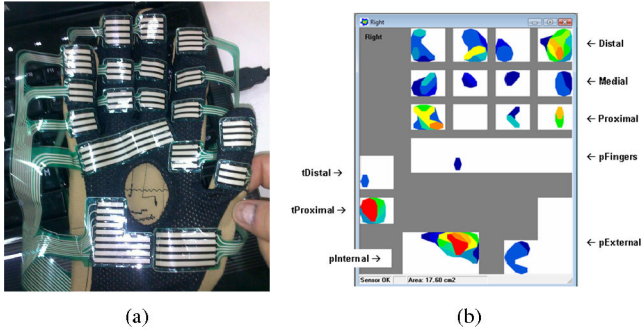 Right
Right
← Distal
← Medial
← Proximal
← pFingers
tDistal →
tProximal →
← pExternal
pInternal →
Sensor OK
Area: 17.60 cm2
(a)
(b)